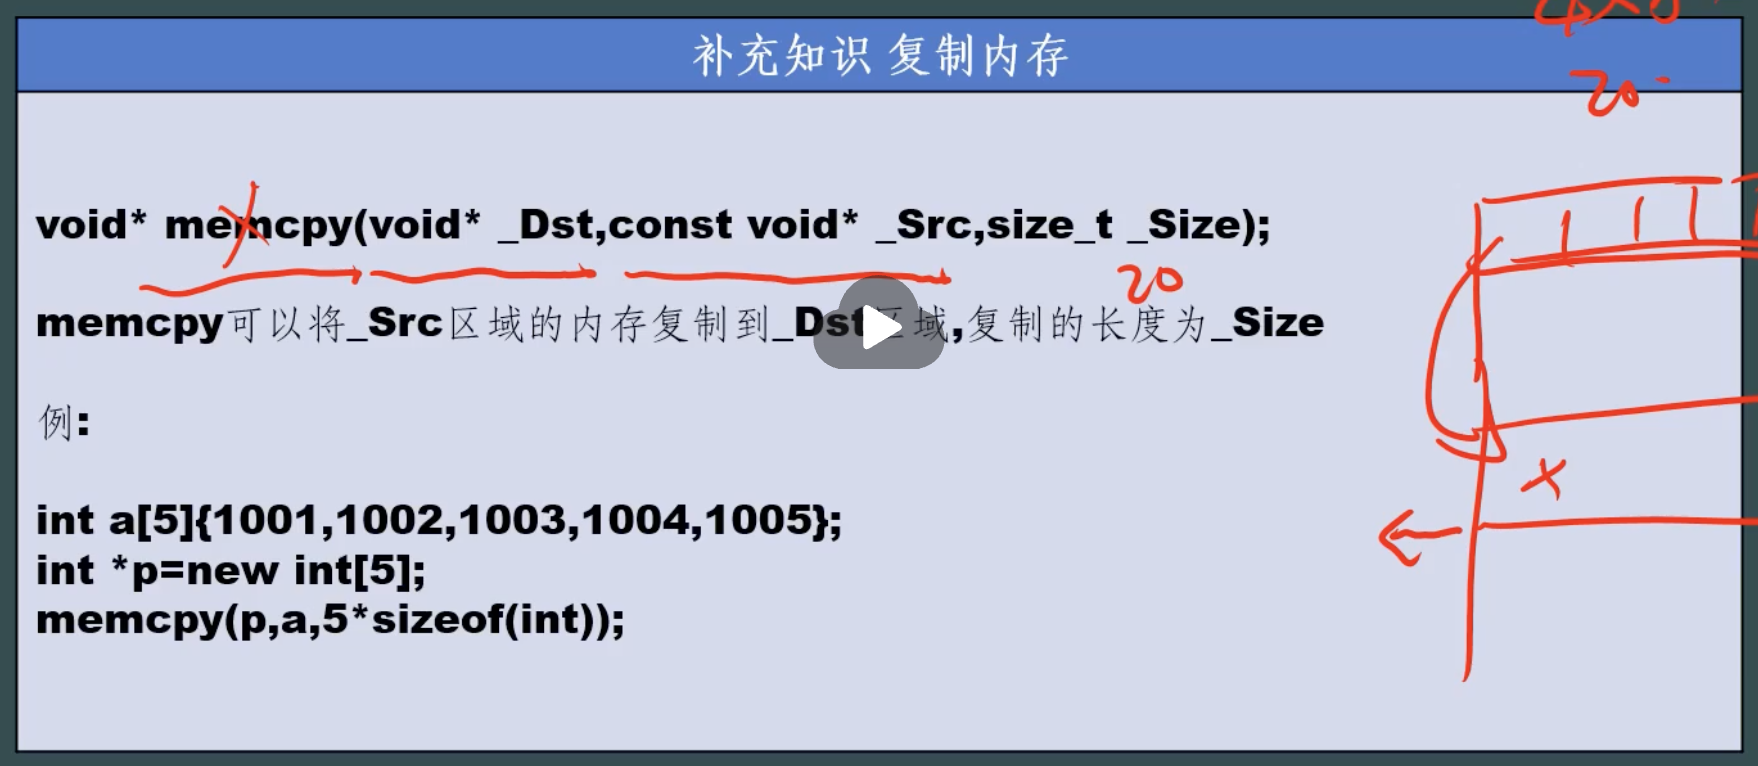 补充知识 复制内存
20
void* memcpy(void* _Dst,const void* _Src,size_t _Size);
20
memcpy可以将_Src区域的内存复制到_Dst区域,复制的长度为_Size
例:
int a[5]{1001,1002,1003,1004,1005};
int *p=new int[5];
memcpy(p,a,5*sizeof(int));